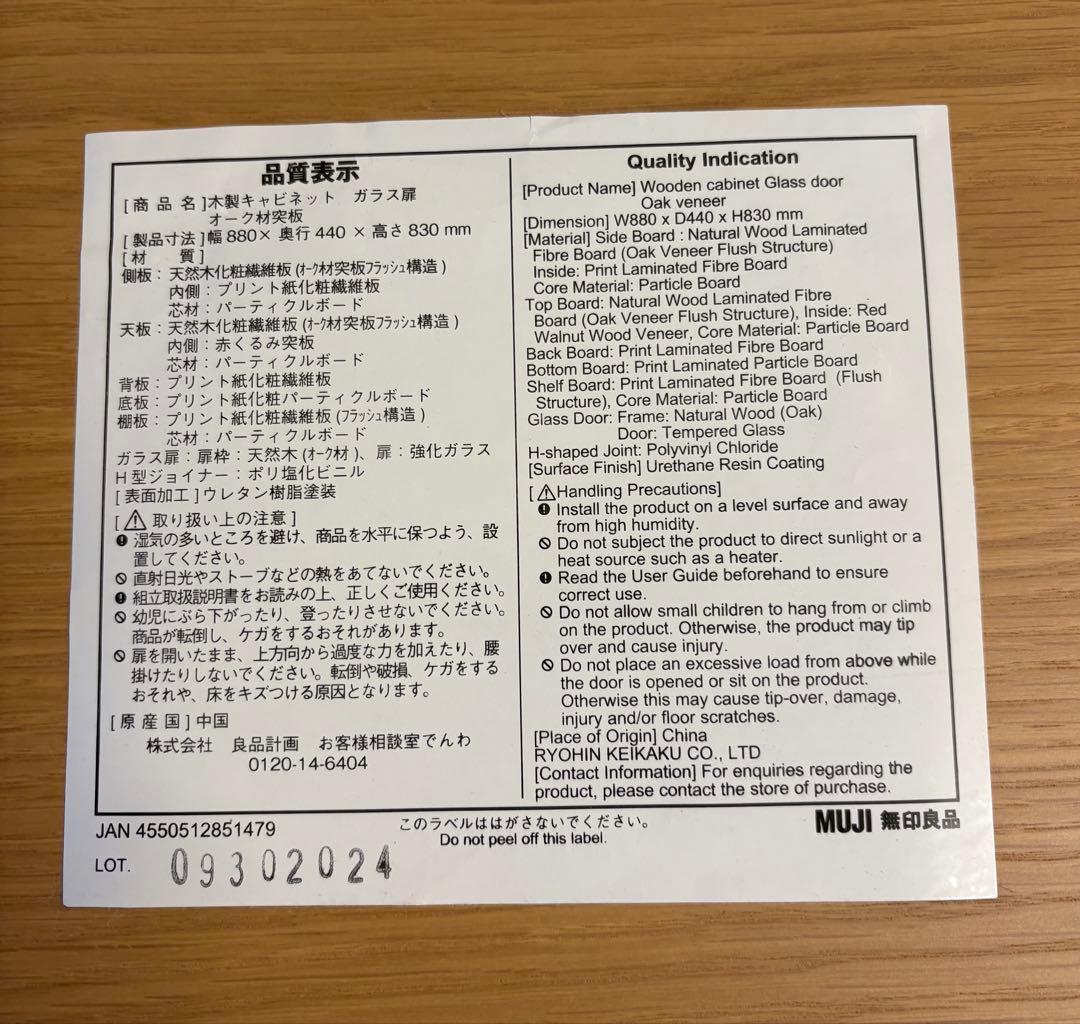 品質表示
[商品名]木製キャビネット ガラス扉
オーク材突板
[製品寸法]幅 880× 奥行 440 × 高さ 830 mm
[材 質]
側板：天然木化粧繊維板(ｵｰｸ材突板ﾌﾗｯｼｭ構造)
内側：プリント紙化粧繊維板
芯材：パーティクルボード
天板：天然木化粧繊維板(ｵｰｸ材突板ﾌﾗｯｼｭ構造)
内側：赤くるみ突板
芯材：パーティクルボード
背板：プリント紙化粧繊維板
底板：プリント紙化粧パーティクルボード
棚板：プリント紙化粧繊維板(ﾌﾗｯｼｭ構造)
芯材：パーティクルボード
ガラス扉：扉枠：天然木(ｵｰｸ材)、扉：強化ガラス
H型ジョイナー：ポリ塩化ビニル
[表面加工]ウレタン樹脂塗装
[⚠ 取り扱い上の注意]
湿気の多いところを避け、商品を水平に保つよう、設
置してください。
直射日光やストーブなどの熱をあてないでください。
組立取扱説明書をお読みの上、正しくご使用ください。
幼児にぶら下がったり、登ったりさせないでください。
商品が転倒し、ケガをするおそれがあります。
扉を開いたまま、上方向から過度な力を加えたり、腰
掛けたりしないでください。転倒や破損、ケガをする
おそれや、床をキズつける原因となります。
[原産国]中国
株式会社 良品計画 お客様相談室でんわ
0120-14-6404
Quality Indication
[Product Name] Wooden cabinet Glass door
Oak veneer
[Dimension] W880 x D440 x H830 mm
[Material] Side Board : Natural Wood Laminated
Fibre Board (Oak Veneer Flush Structure)
Inside: Print Laminated Fibre Board
Core Material: Particle Board
Top Board: Natural Wood Laminated Fibre
Board (Oak Veneer Flush Structure), Inside: Red
Walnut Wood Veneer, Core Material: Particle Board
Back Board: Print Laminated Fibre Board
Bottom Board: Print Laminated Particle Board
Shelf Board: Print Laminated Fibre Board (Flush
Structure), Core Material: Particle Board
Glass Door: Frame: Natural Wood (Oak)
Door: Tempered Glass
H-shaped Joint: Polyvinyl Chloride
[Surface Finish] Urethane Resin Coating
[⚠Handling Precautions]
Install the product on a level surface and away
from high humidity.
Do not subject the product to direct sunlight or a
heat source such as a heater.
Read the User Guide beforehand to ensure
correct use.
Do not allow small children to hang from or climb
on the product. Otherwise, the product may tip
over and cause injury.
Do not place an excessive load from above while
the door is opened or sit on the product.
Otherwise this may cause tip-over, damage,
injury and/or floor scratches.
[Place of Origin] China
RYOHIN KEIKAKU CO., LTD
[Contact Information] For enquiries regarding the
product, please contact the store of purchase.
JAN 4550512851479
このラベルははがさないでください。
Do not peel off this label.
MUJI 無印良品
LOT. 09302024